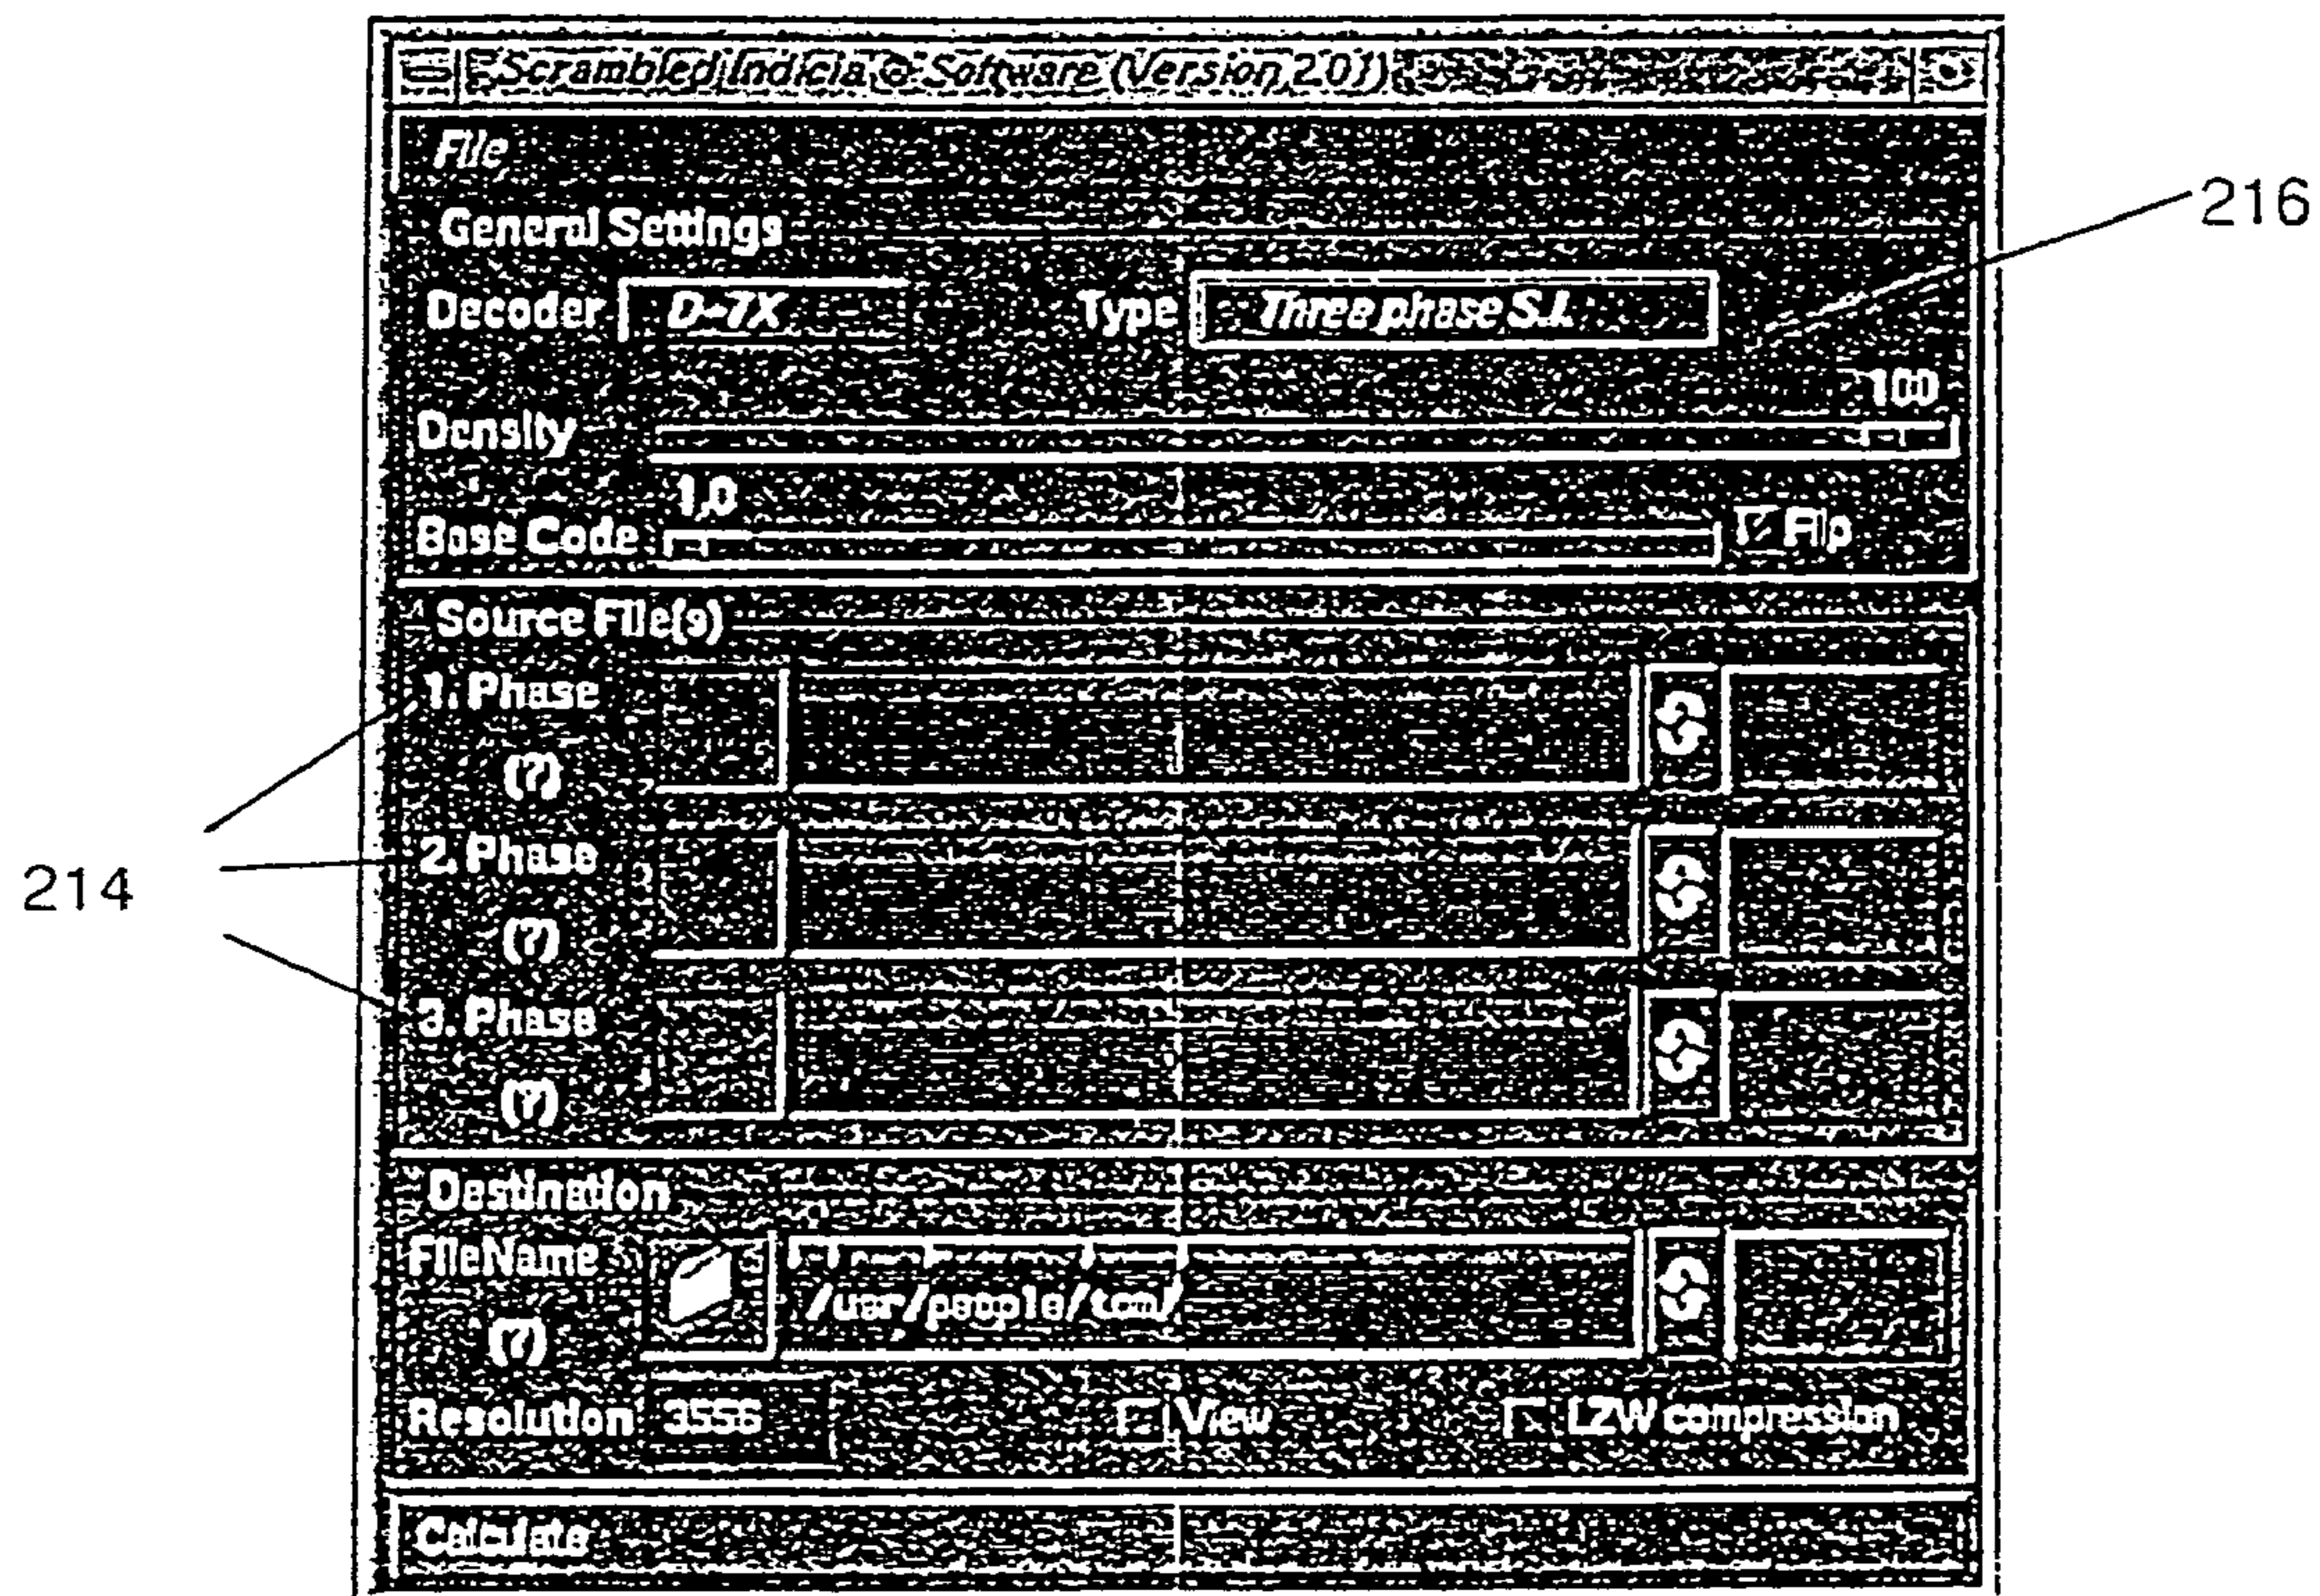 Scrambled Indicia © Software (Version 2.01)
File
General Settings
216
Decoder D-7X Type Three phase S.I.
100
Density
1.0
Base Code Flip
Source File(s)
1. Phase
(?)
214
2. Phase
(?)
3. Phase
(?)
Destination
FileName
/usr/people/tom/
(?)
Resolution 3556 View LZW compression
Calculate